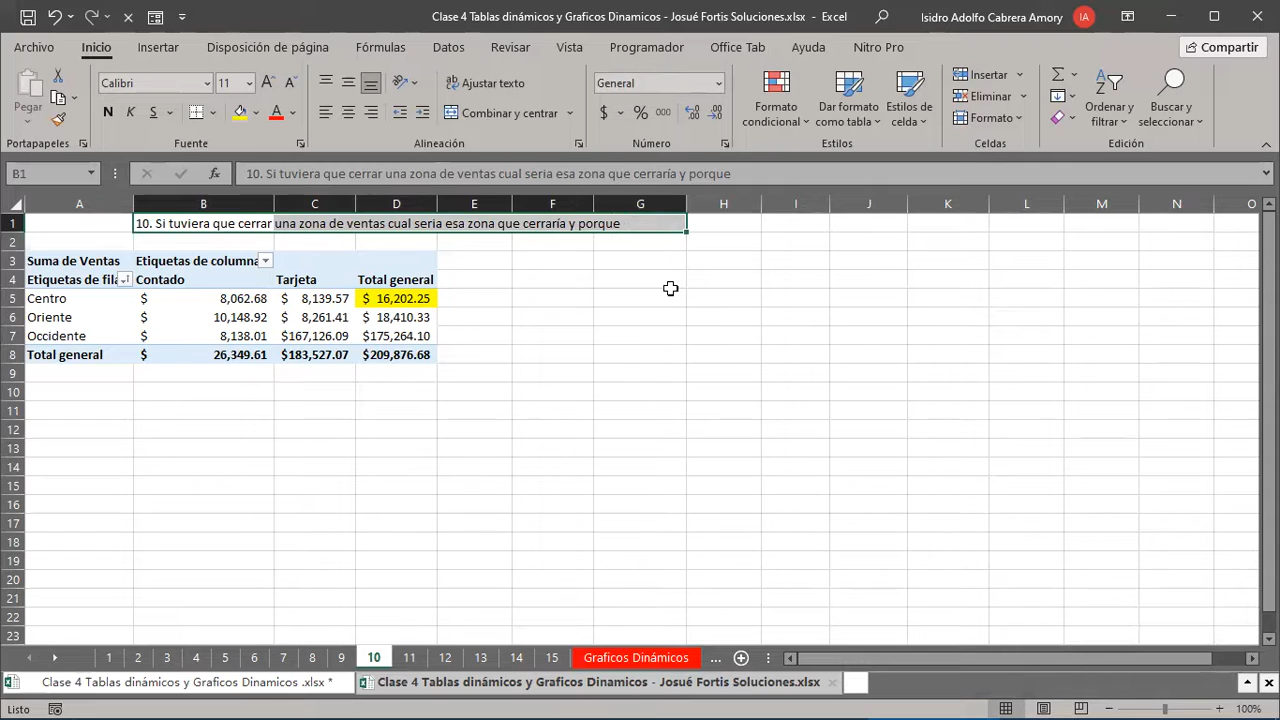 Clase 4 Tablas dinámicos y Graficos Dinamicos - Josué Fortis Soluciones.xlsx - Excel
Isidro Adolfo Cabrera Amory
IA
Archivo Inicio Insertar Disposición de página Fórmulas Datos Revisar Vista Programador Office Tab Ayuda Nitro Pro Compartir
Pegar
Calibri 11
N K S
Ajustar texto
Combinar y centrar
General
$ % 000
Formato condicional
Dar formato como tabla
Estilos de celda
Insertar
Eliminar
Formato
Ordenar y filtrar
Buscar y seleccionar
Portapapeles Fuente Alineación Número Celdas Edición
B1 fx 10. Si tuviera que cerrar una zona de ventas cual seria esa zona que cerraría y porque
A B C D E F G H I J K L M N O
1 10. Si tuviera que cerrar una zona de ventas cual seria esa zona que cerraría y porque
2
3 Suma de Ventas Etiquetas de columna
4 Etiquetas de fila Contado Tarjeta Total general
5 Centro $ 8,062.68 $ 8,139.57 $ 16,202.25
6 Oriente $ 10,148.92 $ 8,261.41 $ 18,410.33
7 Occidente $ 8,138.01 $167,126.09 $175,264.10
8 Total general $ 26,349.61 $183,527.07 $209,876.68
9
10
11
12
13
14
15
16
17
18
19
20
21
22
23
1 2 3 4 5 6 7 8 9 10 11 12 13 14 15 Graficos Dinámicos ...
Clase 4 Tablas dinámicos y Graficos Dinamicos .xlsx * Clase 4 Tablas dinámicos y Graficos Dinamicos - Josué Fortis Soluciones.xlsx
Listo 100%